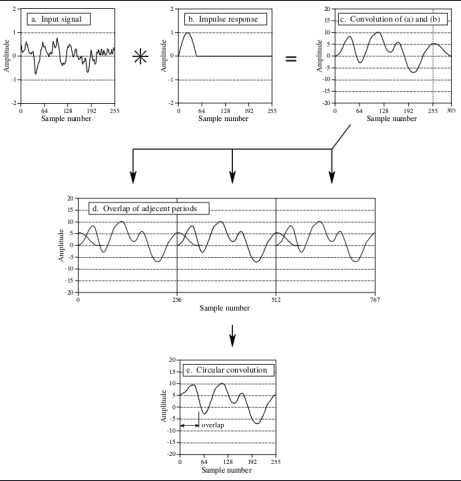 a. Input signal
Amplitude
2
1
0
-1
-2
0 64 128 192 255
Sample number
b. Impulse response
Amplitude
2
1
0
-1
-2
0 64 128 192 255
Sample number
=
c. Convolution of (a) and (b)
Amplitude
20
15
10
5
0
-5
-10
-15
-20
0 64 128 192 255 305
Sample number
d. Overlap of adjecent periods
Amplitude
20
15
10
5
0
-5
-10
-15
-20
0 256 512 767
Sample number
e. Circular convolution
Amplitude
20
15
10
5
0
-5
-10
-15
-20
overlap
0 64 128 192 255
Sample number